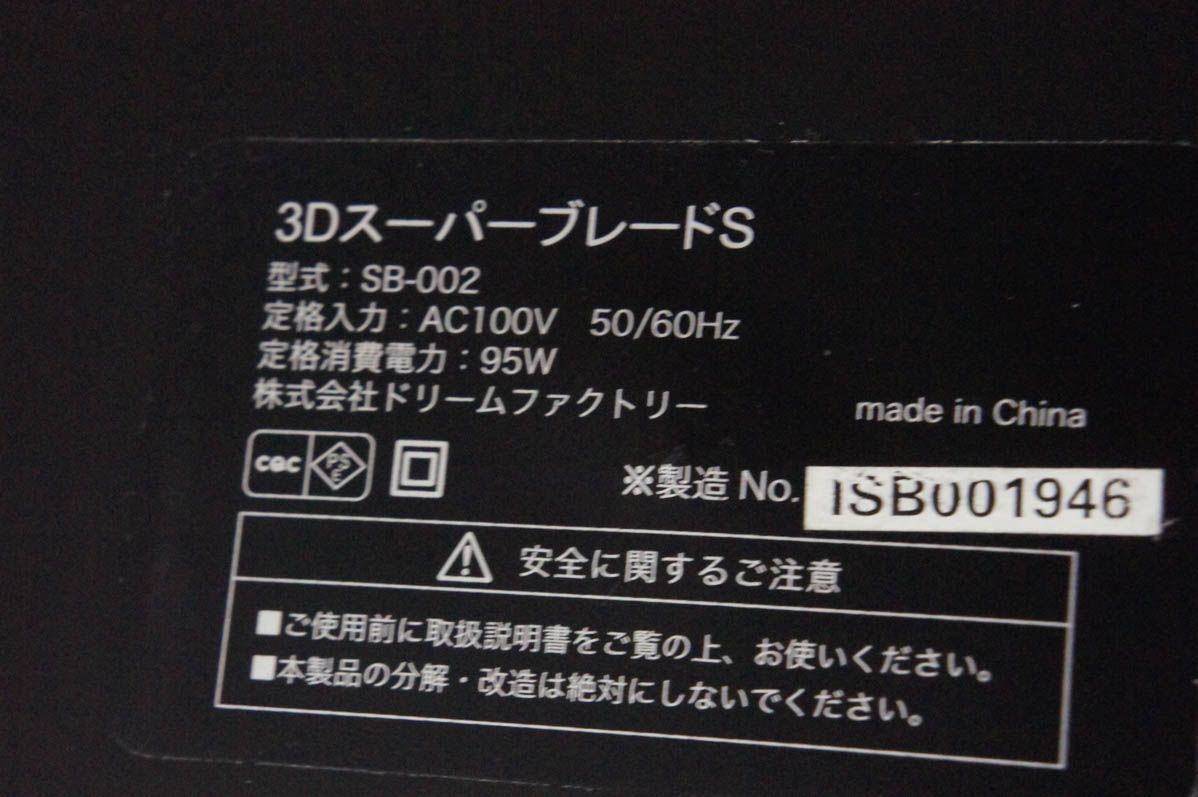 3DスーパーブレードS
型式：SB-002
定格入力：AC100V 50/60Hz
定格消費電力：95W
株式会社ドリームファクトリー made in China
cqc PSE
※製造 No. ISB001946
安全に関するご注意
■ご使用前に取扱説明書をご覧の上、お使いください。
■本製品の分解・改造は絶対にしないでください。